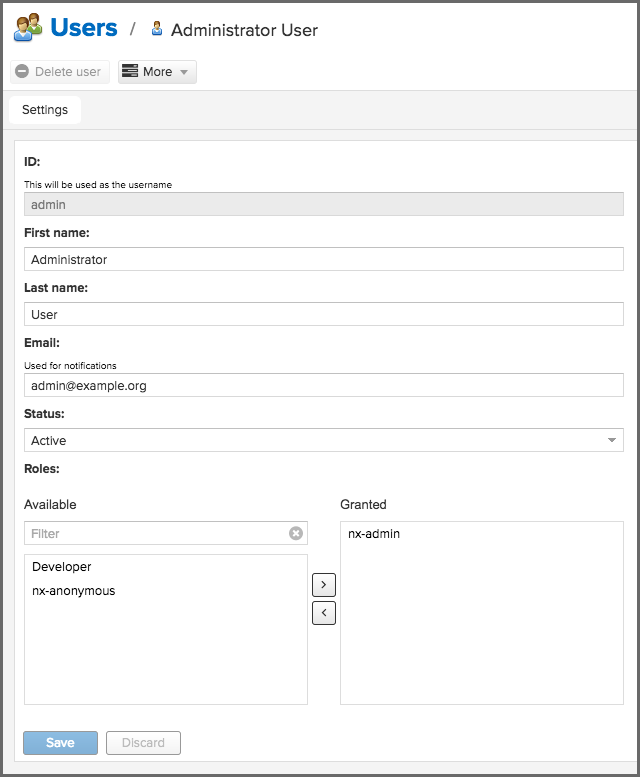 Users / Administrator User
Delete user More
Settings
ID:
This will be used as the username
admin
First name:
Administrator
Last name:
User
Email:
Used for notifications
admin@example.org
Status:
Active
Roles:
Available Granted
Filter nx-admin
Developer
nx-anonymous
> 
<
Save Discard